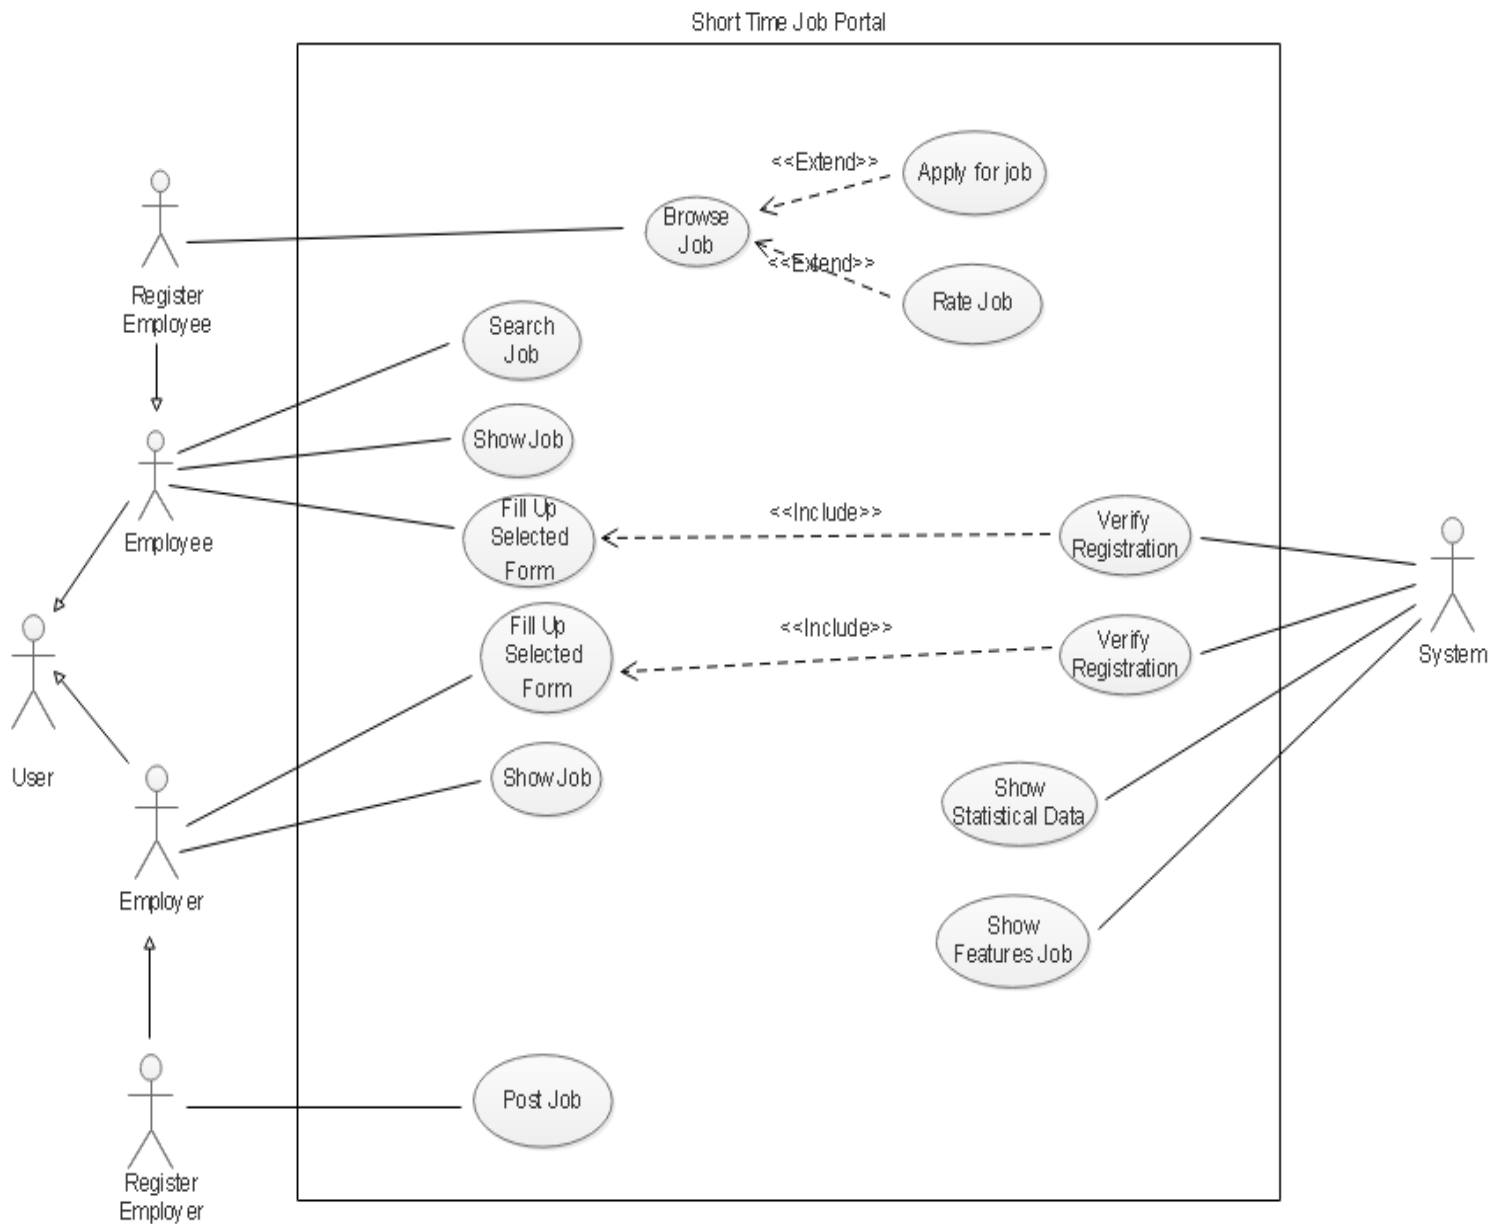 Short Time Job Portal
<<Extend>>
Apply for job
Browse
Job
<<Extend>>
Rate Job
Register
Employee
Search
Job
Show Job
Employee
Fill Up
Selected
Form
<<Include>>
Verify
Registration
Fill Up
Selected
Form
<<Include>>
Verify
Registration
System
User
Show Job
Show
Statistical Data
Employer
Show
Features Job
Post Job
Register
Employer